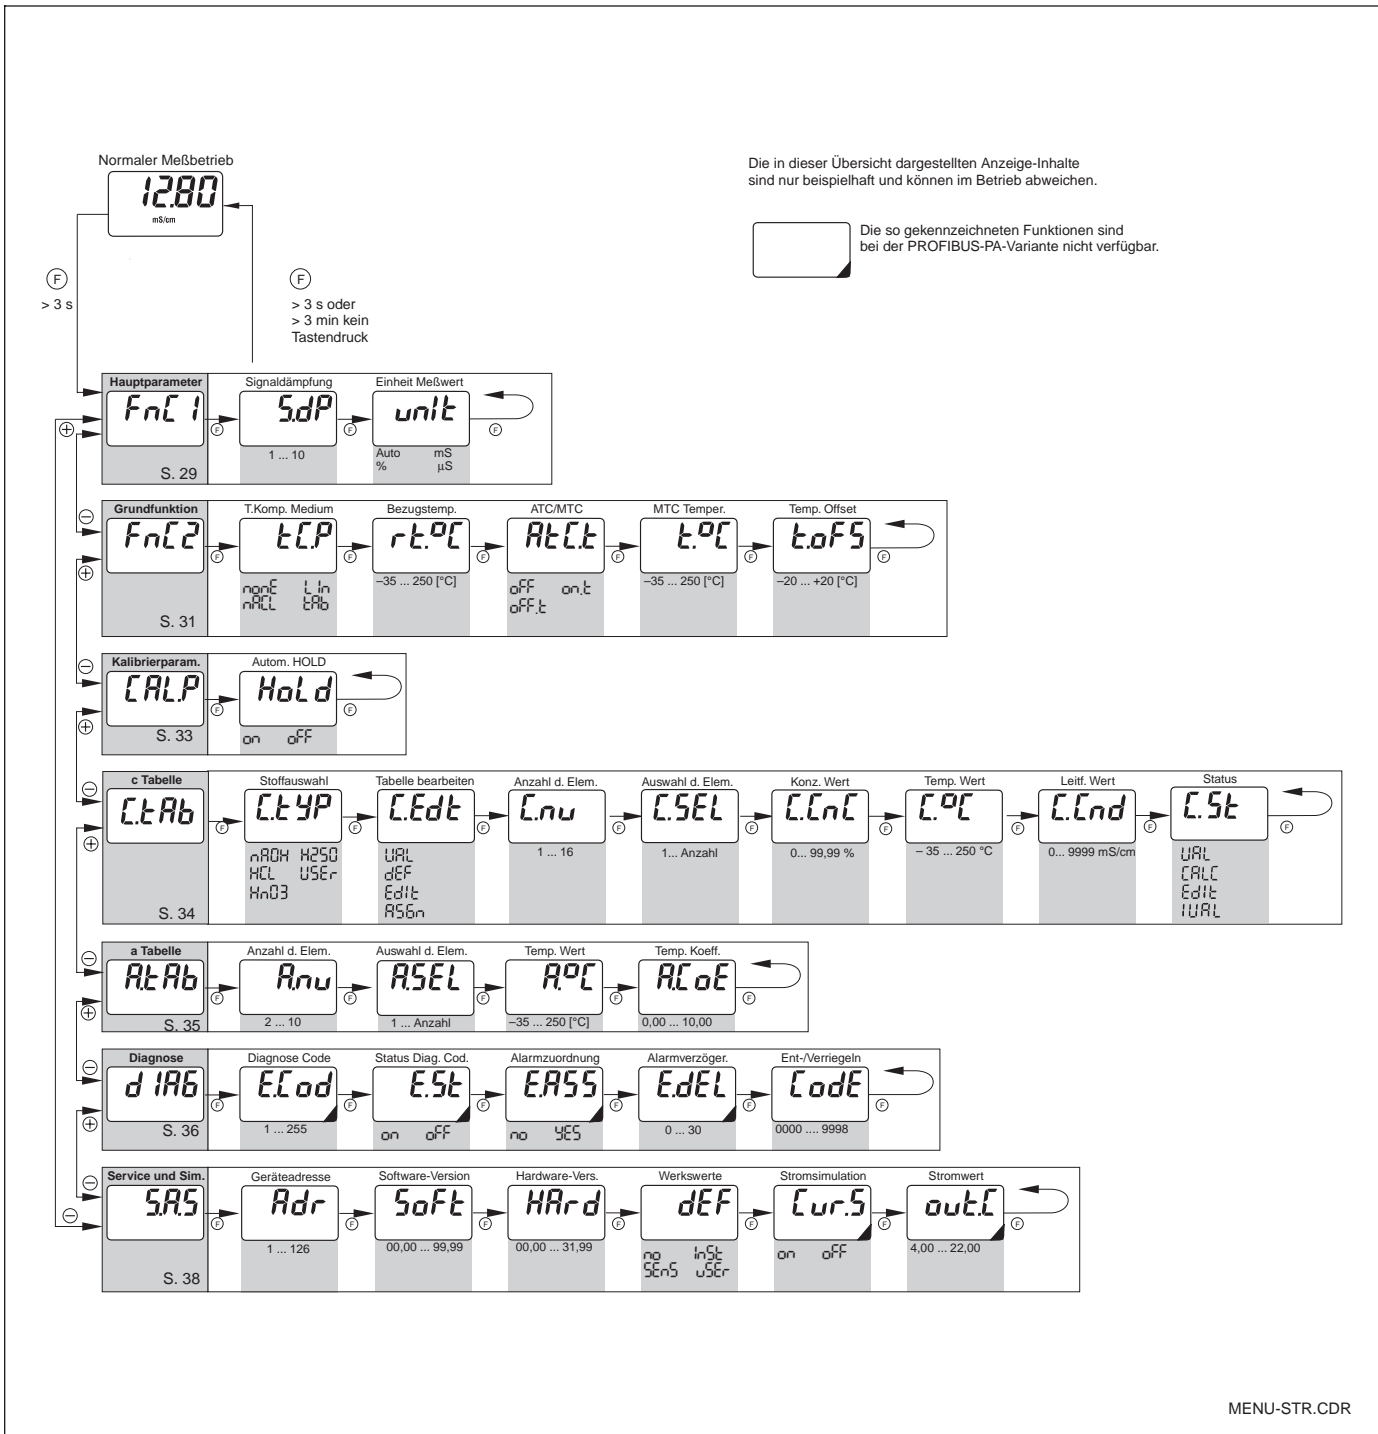 Normaler Meßbetrieb
12.80
mS/cm
Die in dieser Übersicht dargestellten Anzeige-Inhalte
sind nur beispielhaft und können im Betrieb abweichen.
Die so gekennzeichneten Funktionen sind
bei der PROFIBUS-PA-Variante nicht verfügbar.
F
> 3 s
F
> 3 s oder
> 3 min kein
Tastendruck
Hauptparameter Signaldämpfung Einheit Meßwert
FnC1 S.dP unIt
+ F F F
1 ... 10 Auto mS
% µS
S. 29
Grundfunktion T.Komp. Medium Bezugstemp. ATC/MTC MTC Temper. Temp. Offset
−
FnC2 tC.P rt.ºC AtC.t t.ºC t.oFS
+ F F F F F F
nonE LIn –35 ... 250 [°C] oFF on.t –35 ... 250 [°C] –20 ... +20 [°C]
nACL tAb oFF.t
S. 31
Kalibrierparam. Autom. HOLD
−
CAL.P HoLd
+ F F
S. 33 on oFF
c Tabelle Stoffauswahl Tabelle bearbeiten Anzahl d. Elem. Auswahl d. Elem. Konz. Wert Temp. Wert Leitf. Wert Status
−
C.tAb C.tYP C.Edt C.nu C.SEL C.CnC C.ºC C.Cnd C.St
+ F F F F F F F F F
nAOH H2SO VAL 1 ... 16 1... Anzahl 0... 99,99 % – 35 ... 250 °C 0... 9999 mS/cm VAL
HCL USEr dEF CALC
HnO3 EdIt EdIt
S. 34 ASGn IVAL
a Tabelle Anzahl d. Elem. Auswahl d. Elem. Temp. Wert Temp. Koeff.
−
A.tAb A.nu A.SEL A.ºC A.CoE
+ F F F F F
S. 35 2 ... 10 1 ... Anzahl –35 ... 250 [°C] 0,00 ... 10,00
Diagnose Diagnose Code Status Diag. Cod. Alarmzuordnung Alarmverzöger. Ent-/Verriegeln
−
dIAG E.Cod E.St E.ASS E.dEL CodE
+ F F F F F F
S. 36 1 ... 255 on oFF no YES 0 ... 30 0000 .... 9998
Service und Sim. Geräteadresse Software-Version Hardware-Vers. Werkswerte Stromsimulation Stromwert
−
S.A.S Adr SoFt HArd dEF Cur.S out.C
− F F F F F F F
1 ... 126 00,00 ... 99,99 00,00 ... 31,99 no InSt on oFF 4,00 ... 22,00
S. 38 SEnS uSEr
MENU-STR.CDR